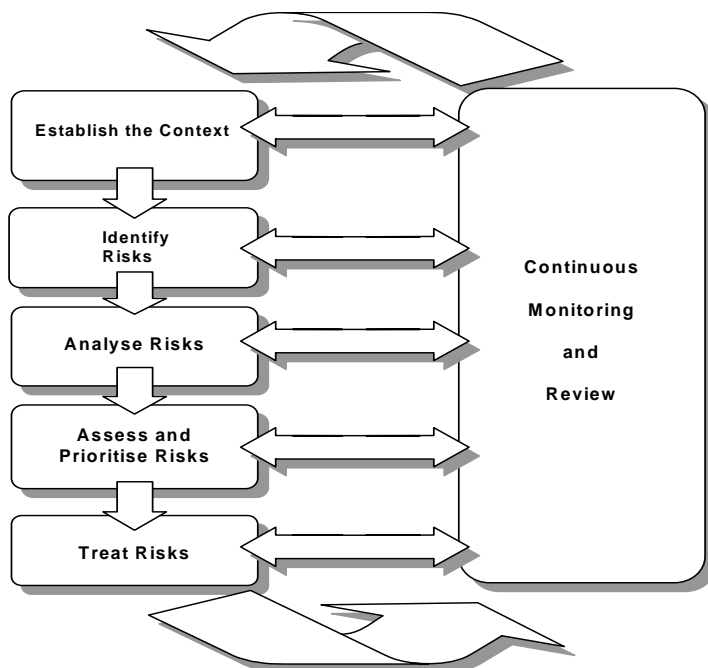 Establish the Context
Identify
Risks
Analyse Risks
Assess and
Prioritise Risks
Treat Risks
Continuous
Monitoring
and
Review